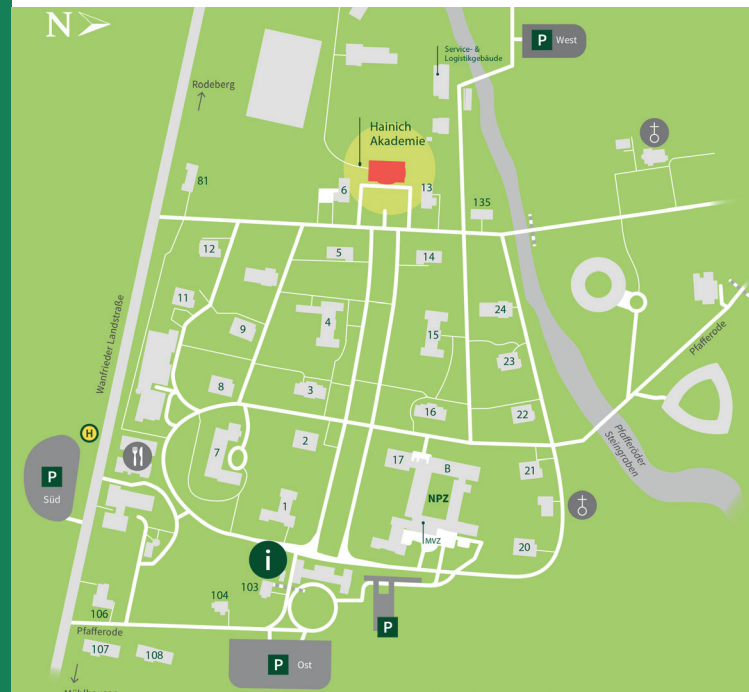 N
P West
Service- &
Logistikgebäude
Rodeberg
Hainich
Akademie
81
6
13
135
12
5
14
11
24
4
9
15
Wanfrieder Landstraße
23
Pfafferode
8
3
16
22
Pfafferöder
Steingraben
H
2
7
17
B
21
P
Süd
NPZ
1
MVZ
20
i
103
104
106
P
Pfafferode
107
108
P Ost